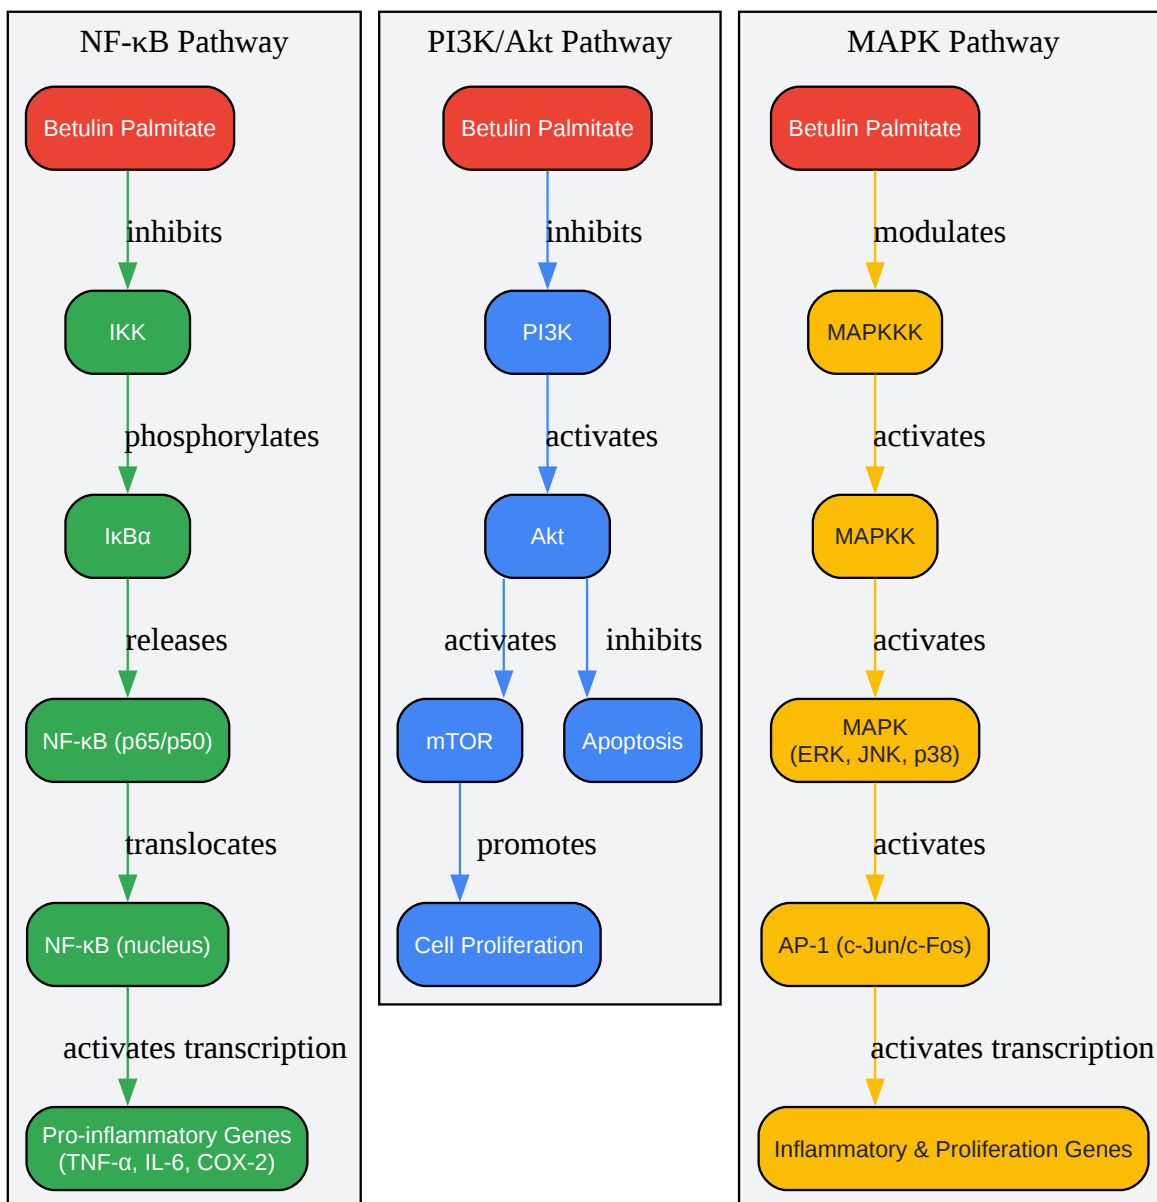 NF-κB Pathway
Betulin Palmitate
inhibits
IKK
phosphorylates
IκBα
releases
NF-κB (p65/p50)
translocates
NF-κB (nucleus)
activates transcription
Pro-inflammatory Genes
(TNF-α, IL-6, COX-2)
PI3K/Akt Pathway
Betulin Palmitate
inhibits
PI3K
activates
Akt
activates
inhibits
mTOR
Apoptosis
promotes
Cell Proliferation
MAPK Pathway
Betulin Palmitate
modulates
MAPKKK
activates
MAPKK
activates
MAPK
(ERK, JNK, p38)
activates
AP-1 (c-Jun/c-Fos)
activates transcription
Inflammatory & Proliferation Genes